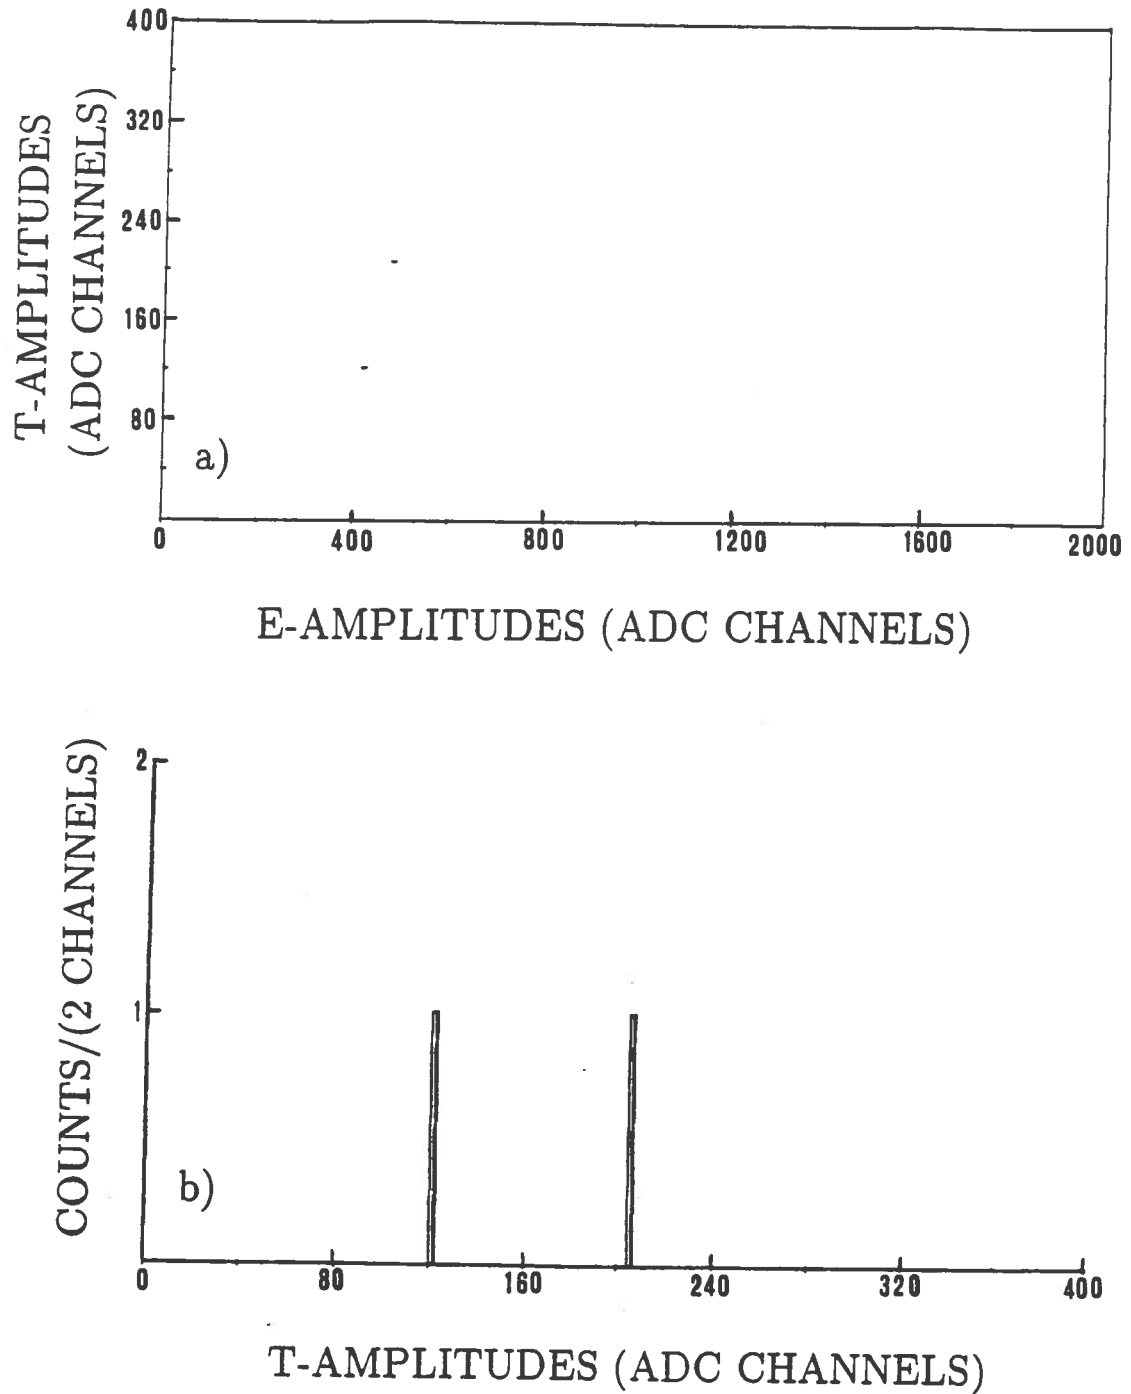 400
320
240
160
80
T-AMPLITUDES
(ADC CHANNELS)
a)
0 400 800 1200 1600 2000
E-AMPLITUDES (ADC CHANNELS)
2
1
COUNTS/(2 CHANNELS)
b)
0 80 160 240 320 400
T-AMPLITUDES (ADC CHANNELS)